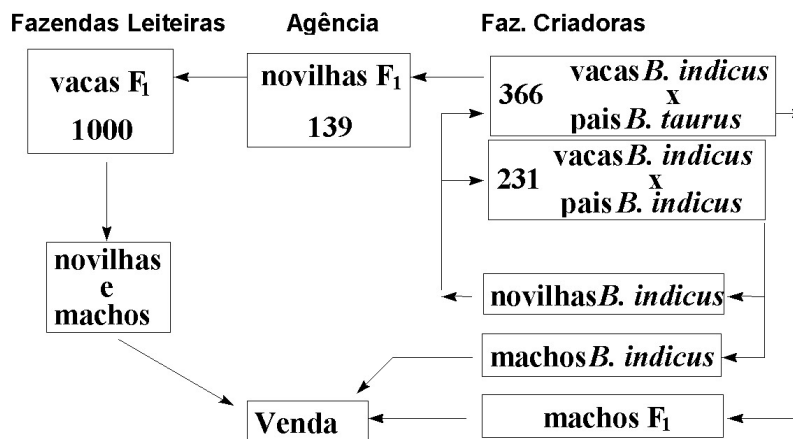 Fazendas Leiteiras
Agência
Faz. Criadoras
vacas F₁
1000
novilhas F₁
139
366
vacas B. indicus
x
pais B. taurus
231
vacas B. indicus
x
pais B. indicus
novilhas
e
machos
novilhas B. indicus
machos B. indicus
Venda
machos F₁